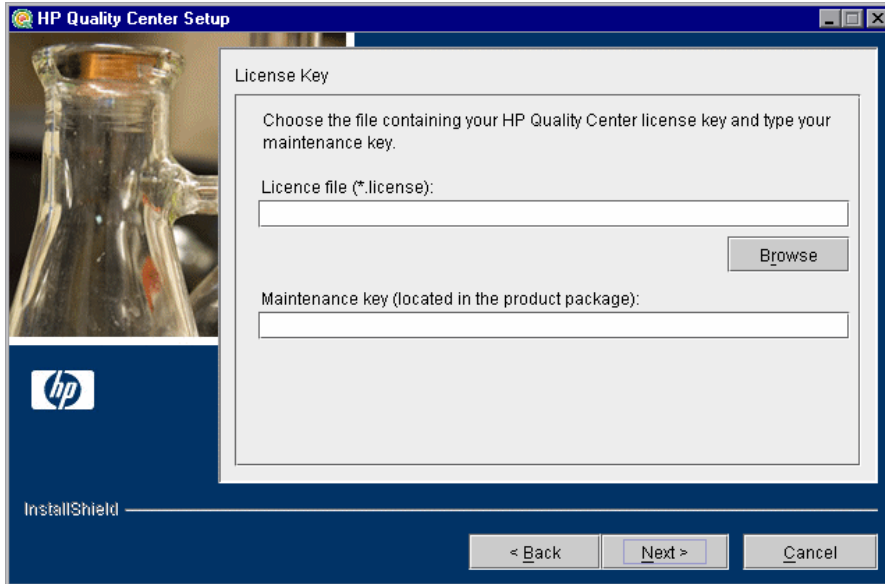 HP Quality Center Setup
License Key
Choose the file containing your HP Quality Center license key and type your
maintenance key.
Licence file (*.license):
Browse
Maintenance key (located in the product package):
hp
InstallShield
< Back
Next >
Cancel